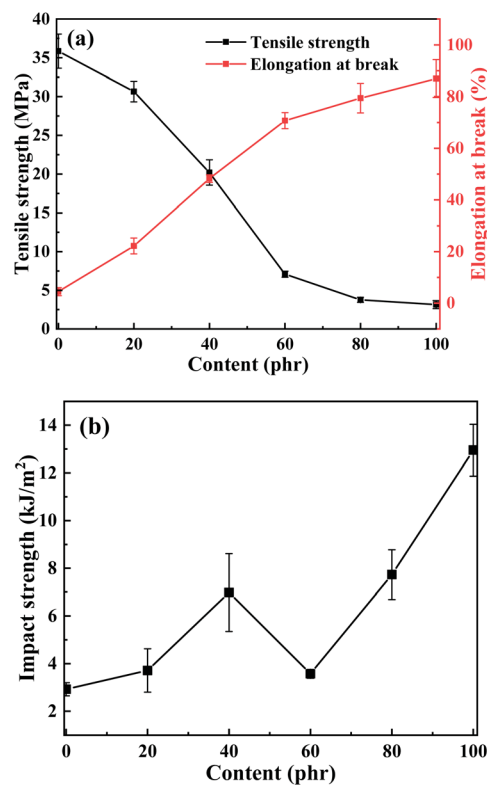 (a)
Tensile strength
Elongation at break
40
35
30
25
20
15
10
5
0
Tensile strength (MPa)
100
80
60
40
20
0
Elongation at break (%)
0 20 40 60 80 100
Content (phr)
(b)
14
12
10
8
6
4
2
Impact strength (kJ/m²)
0 20 40 60 80 100
Content (phr)